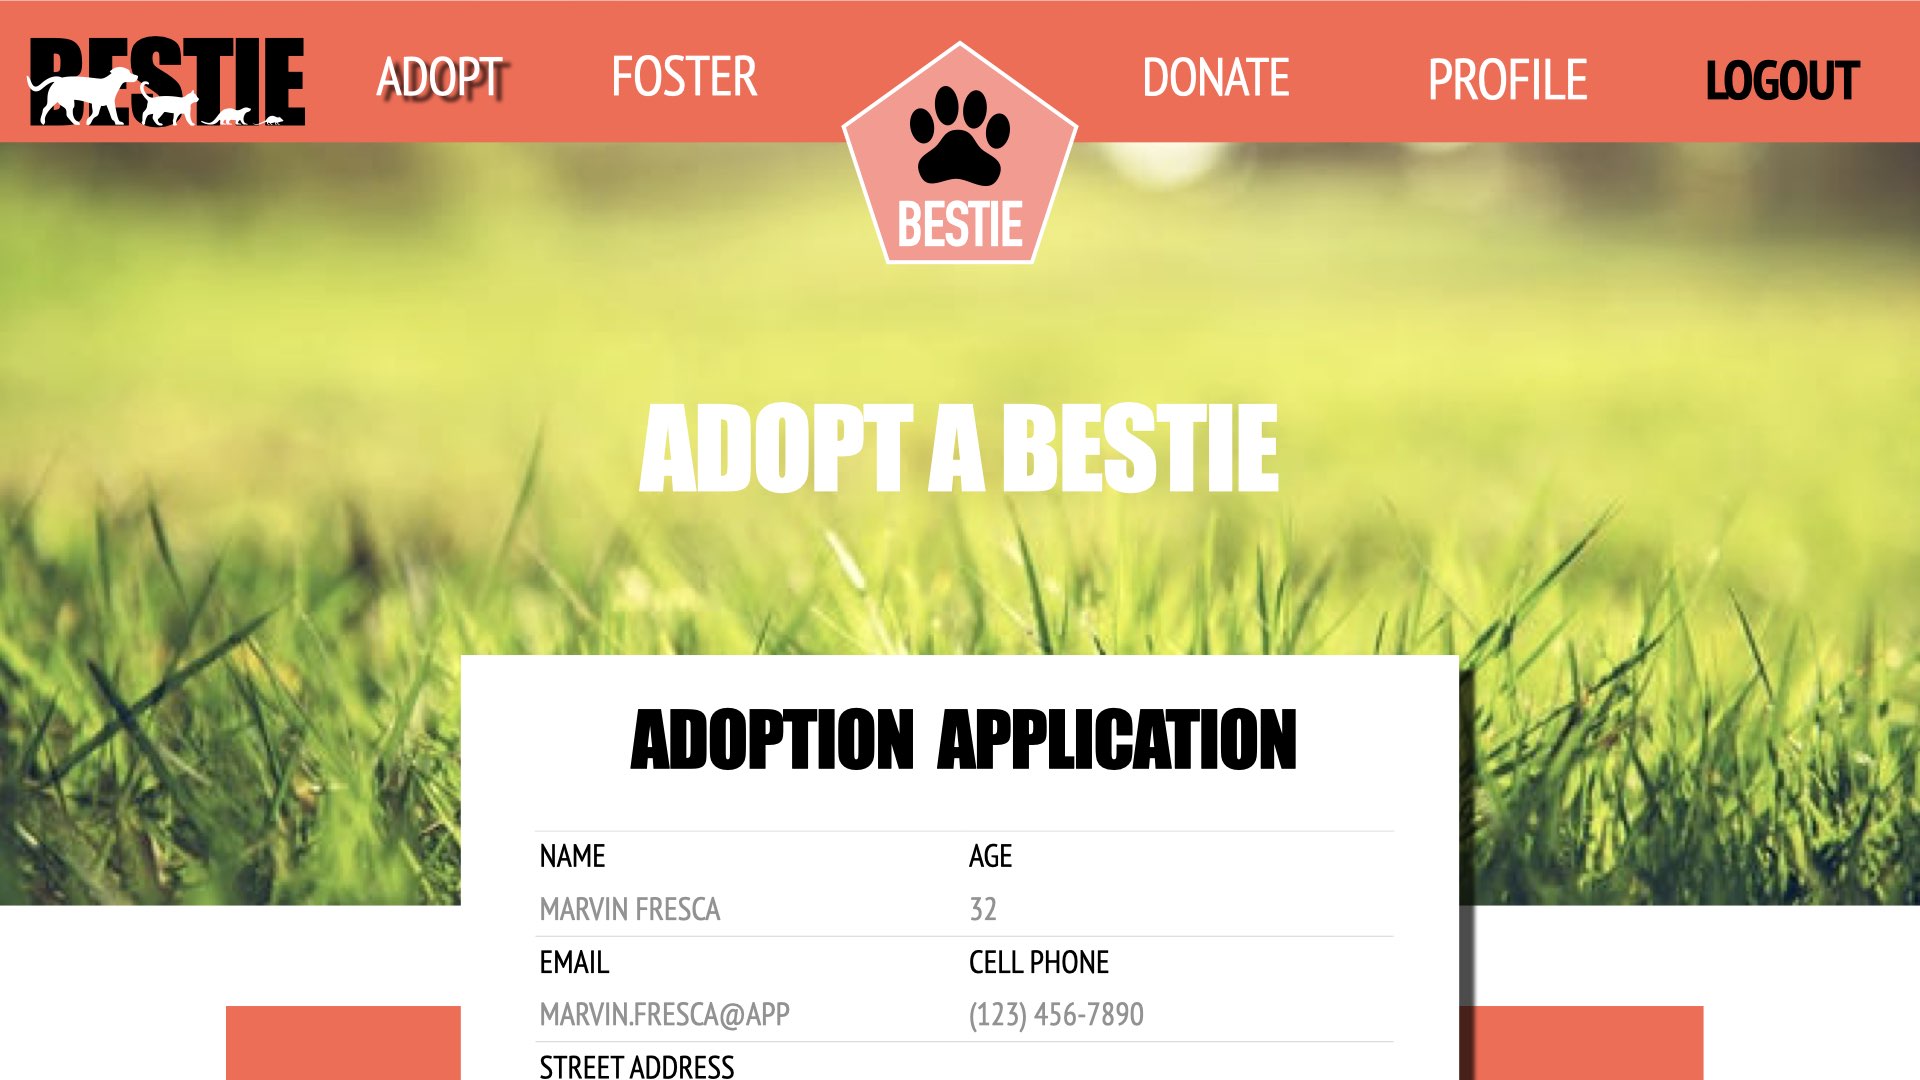 BESTIE ADOPT FOSTER DONATE PROFILE LOGOUT
BESTIE
ADOPT A BESTIE
ADOPTION APPLICATION
NAME AGE
MARVIN FRESCA 32
EMAIL CELL PHONE
MARVIN.FRESCA@APP (123) 456-7890
STREET ADDRESS